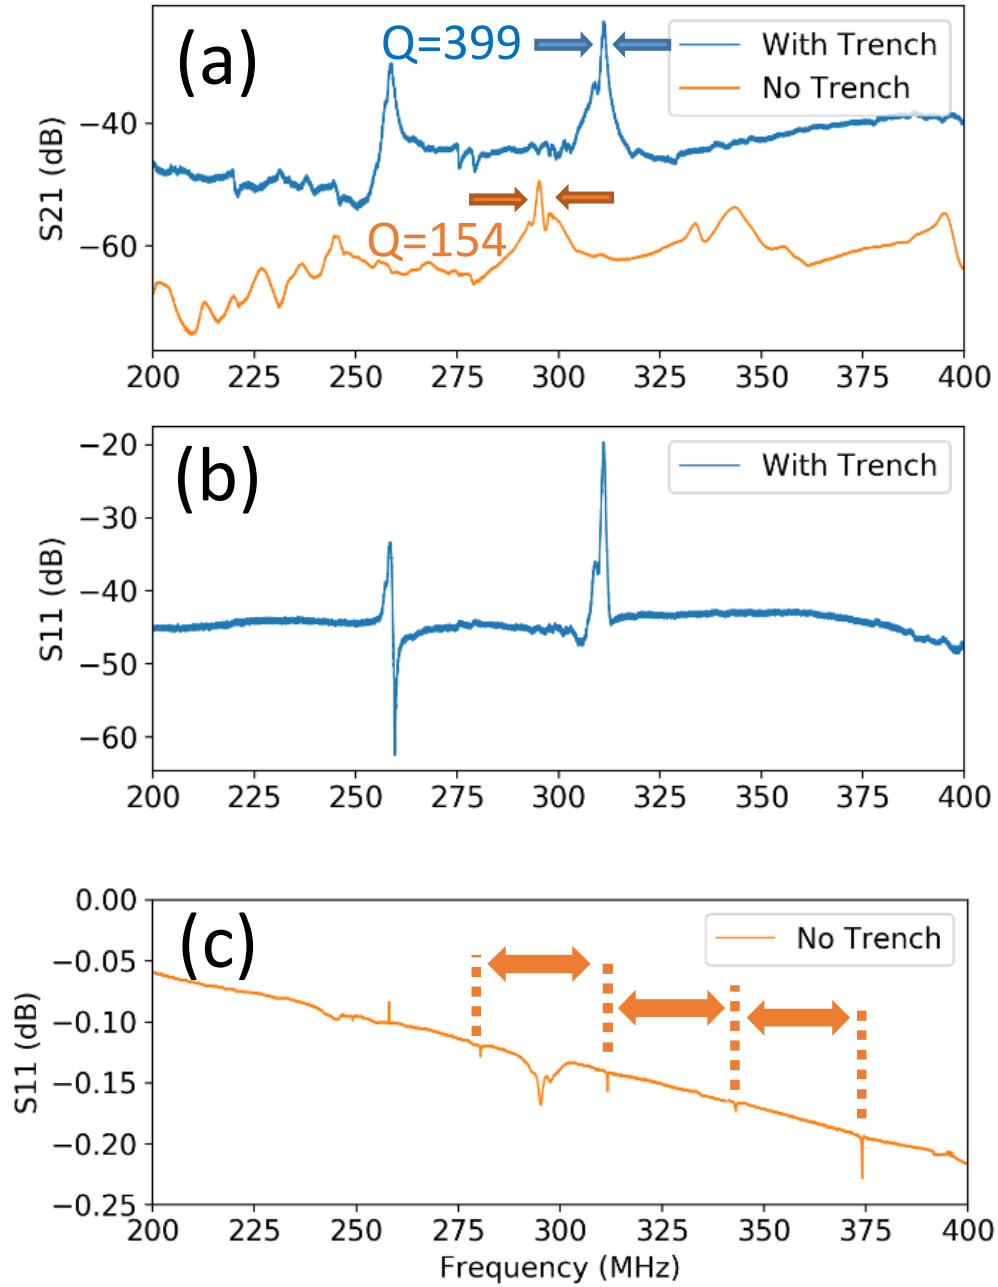 (a)
Q=399
With Trench
No Trench
Q=154
−40
−60
S21 (dB)
200 225 250 275 300 325 350 375 400
(b)
With Trench
−20
−30
−40
−50
−60
S11 (dB)
200 225 250 275 300 325 350 375 400
(c)
No Trench
0.00
−0.05
−0.10
−0.15
−0.20
−0.25
S11 (dB)
200 225 250 275 300 325 350 375 400
Frequency (MHz)